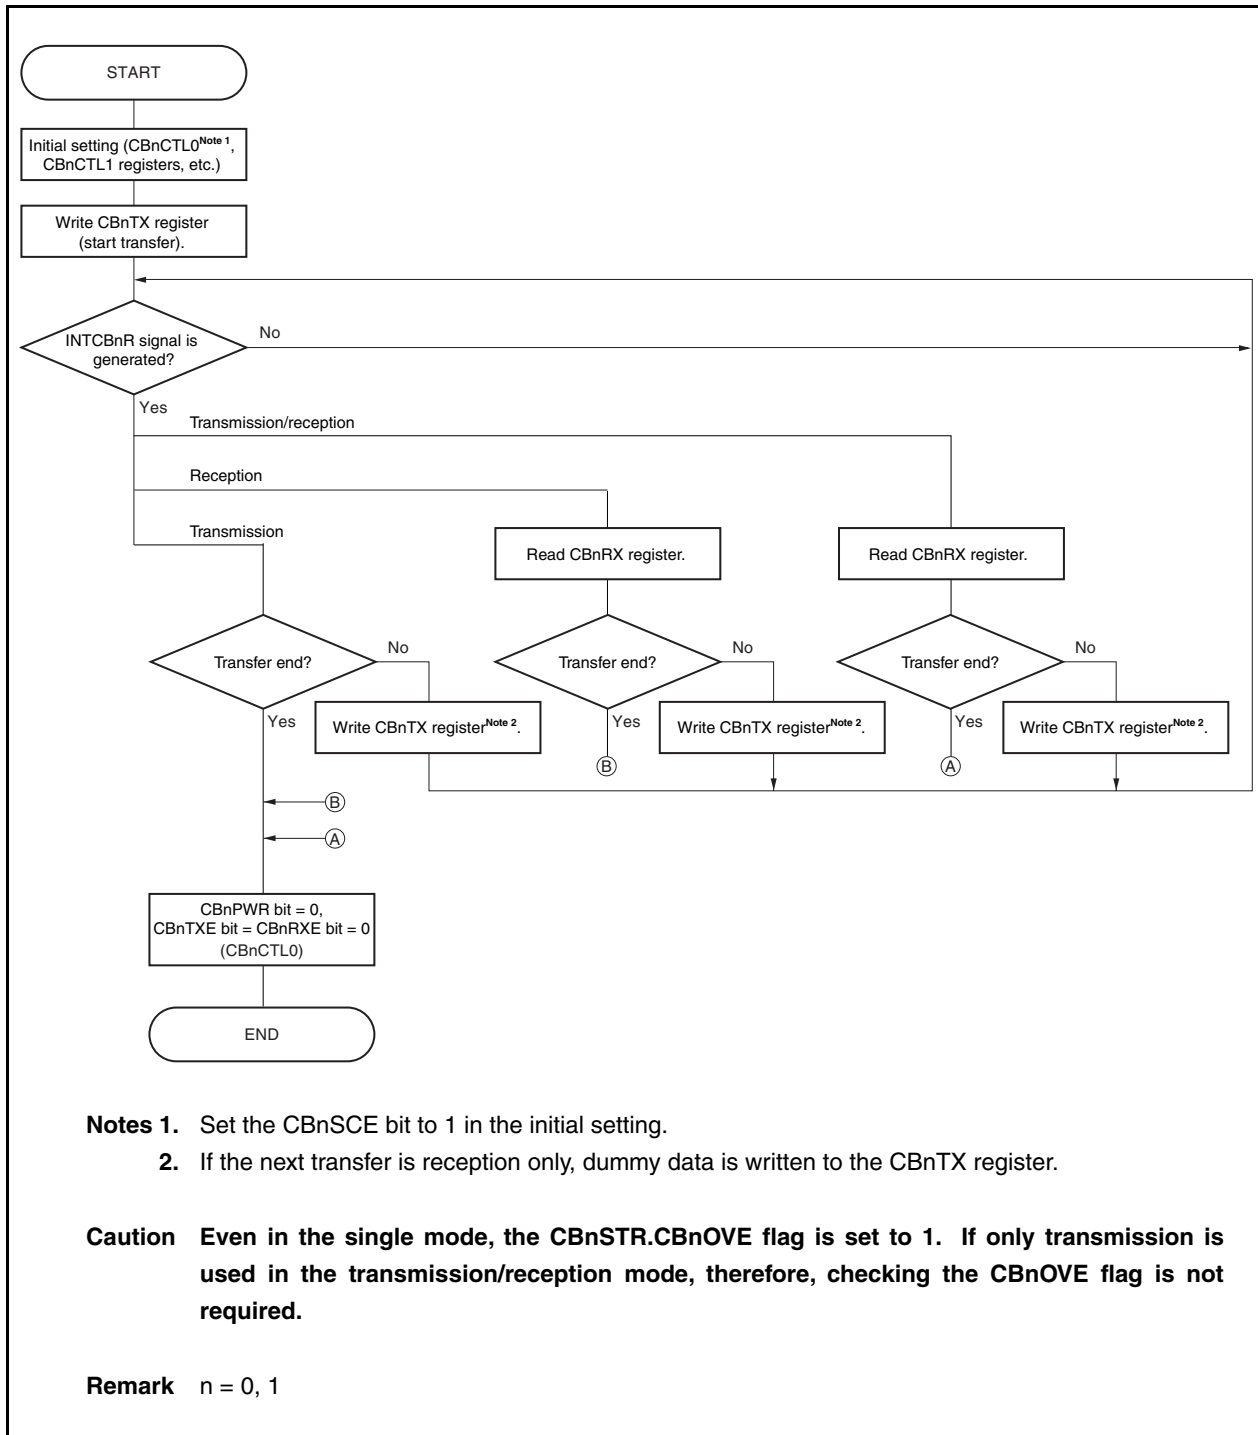 START
Initial setting (CBnCTL0Note 1,
CBnCTL1 registers, etc.)
Write CBnTX register
(start transfer).
INTCBnR signal is
generated?
No
Yes
Transmission/reception
Reception
Transmission
Read CBnRX register.
Read CBnRX register.
Transfer end?
No
Transfer end?
No
Transfer end?
No
Yes
Write CBnTX registerNote 2.
Yes
Write CBnTX registerNote 2.
Yes
Write CBnTX registerNote 2.
B
A
B
A
CBnPWR bit = 0,
CBnTXE bit = CBnRXE bit = 0
(CBnCTL0)
END
Notes 1. Set the CBnSCE bit to 1 in the initial setting.
2. If the next transfer is reception only, dummy data is written to the CBnTX register.
Caution Even in the single mode, the CBnSTR.CBnOVE flag is set to 1. If only transmission is
used in the transmission/reception mode, therefore, checking the CBnOVE flag is not
required.
Remark n = 0, 1